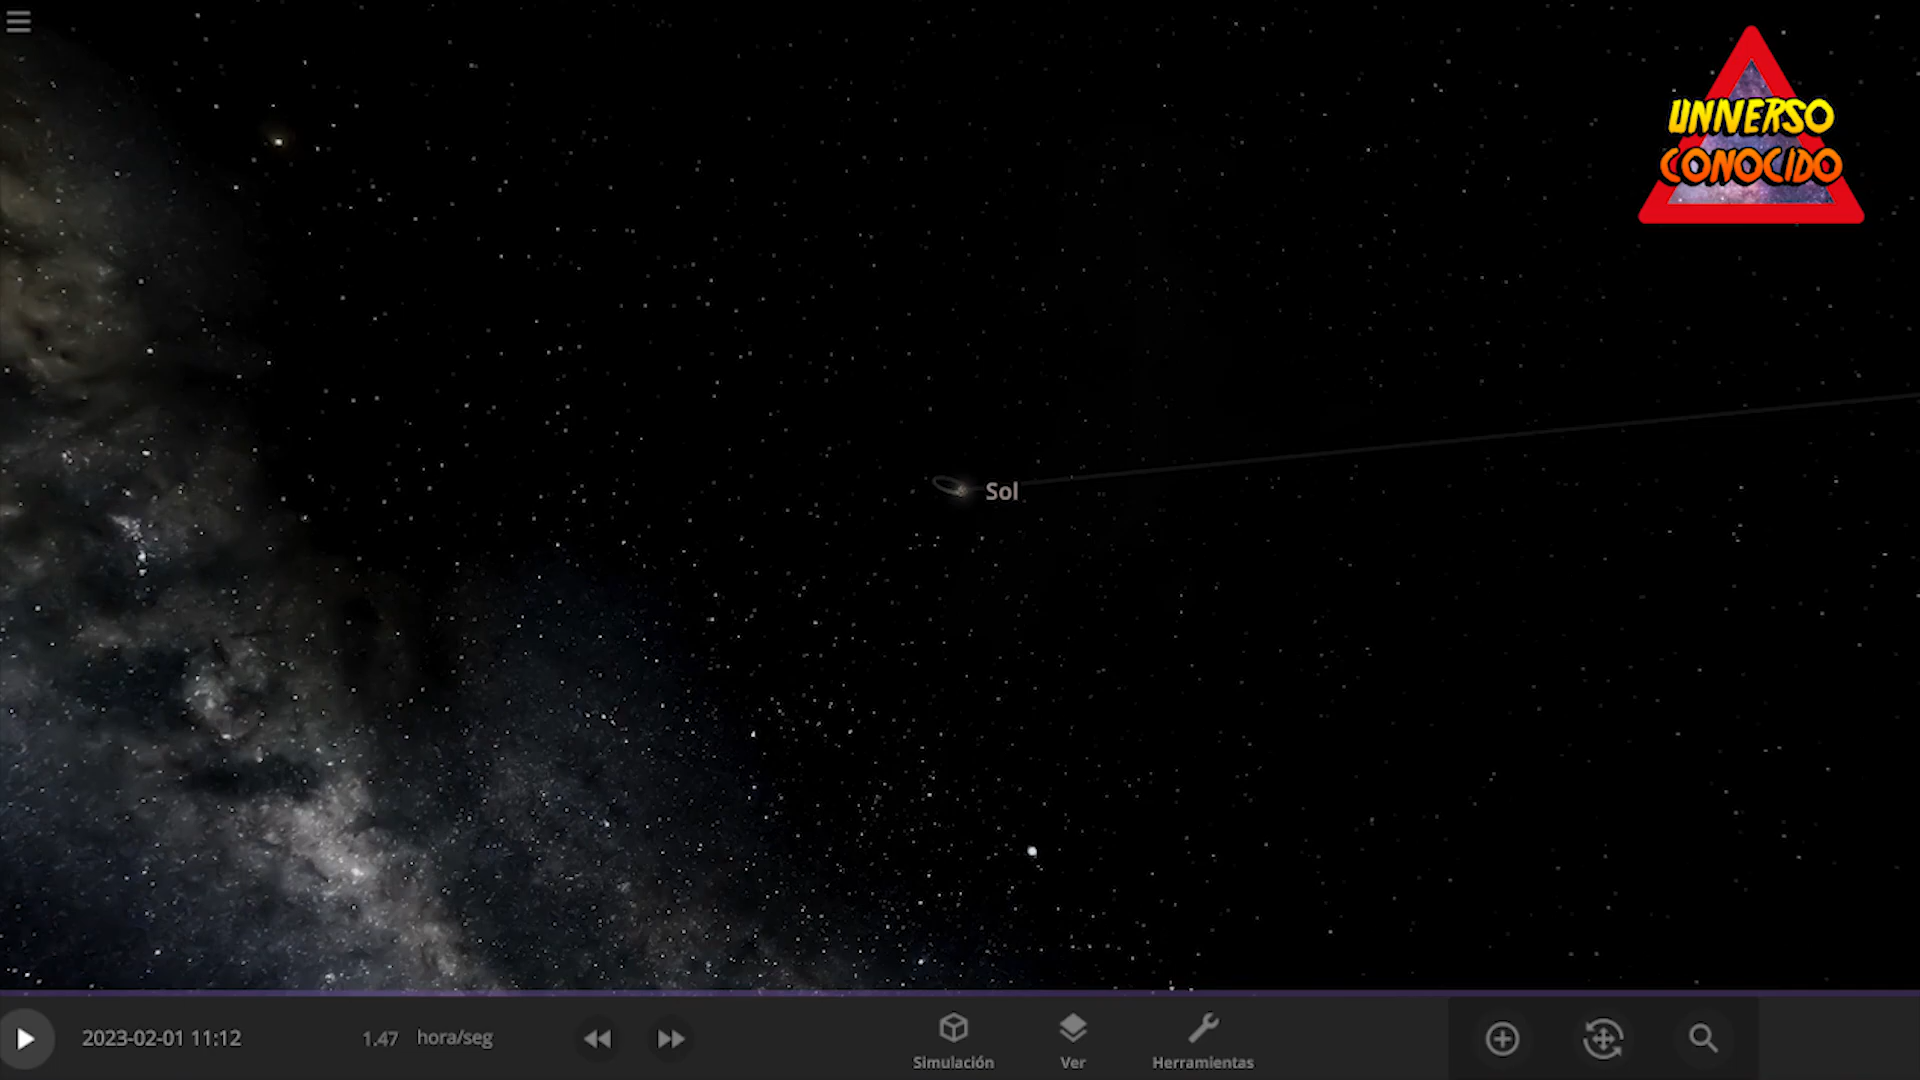 UNIVERSO
CONOCIDO
Sol
2023-02-01 11:12
1.47 hora/seg
Simulación
Ver
Herramientas